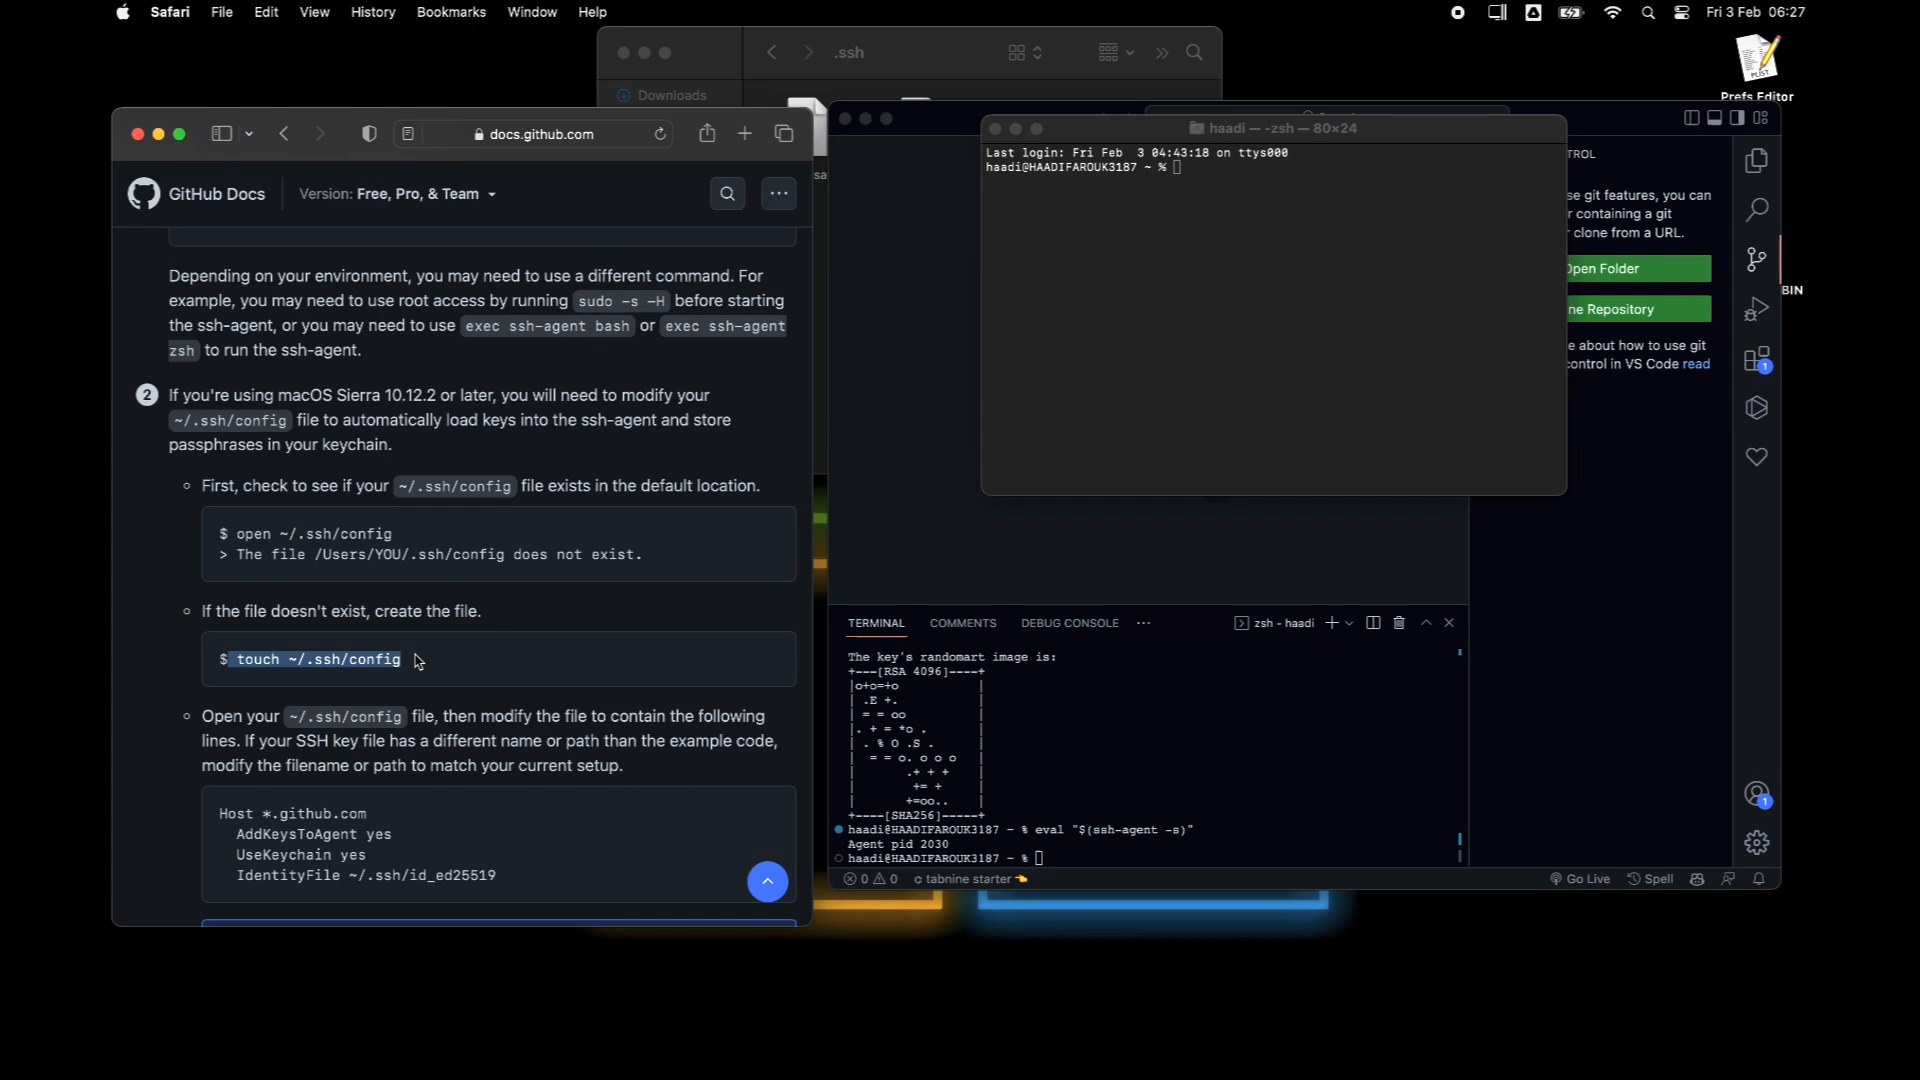 Safari File Edit View History Bookmarks Window Help
Fri 3 Feb 06:27
.ssh
Downloads
PLIST
Prefs Editor
BIN
docs.github.com
GitHub Docs
Version: Free, Pro, & Team
Depending on your environment, you may need to use a different command. For
example, you may need to use root access by running sudo -s -H before starting
the ssh-agent, or you may need to use exec ssh-agent bash or exec ssh-agent
zsh to run the ssh-agent.
2 If you're using macOS Sierra 10.12.2 or later, you will need to modify your
~/.ssh/config file to automatically load keys into the ssh-agent and store
passphrases in your keychain.
First, check to see if your ~/.ssh/config file exists in the default location.
$ open ~/.ssh/config
> The file /Users/YOU/.ssh/config does not exist.
If the file doesn't exist, create the file.
$ touch ~/.ssh/config
Open your ~/.ssh/config file, then modify the file to contain the following
lines. If your SSH key file has a different name or path than the example code,
modify the filename or path to match your current setup.
Host *.github.com
AddKeysToAgent yes
UseKeychain yes
IdentityFile ~/.ssh/id_ed25519
haadi — -zsh — 80×24
Last login: Fri Feb  3 04:43:18 on ttys000
haadi@HAADIFAROUK3187 ~ %
TROL
se git features, you can
r containing a git
clone from a URL.
Open Folder
ne Repository
e about how to use git
ontrol in VS Code read
1
1
TERMINAL COMMENTS DEBUG CONSOLE ··· zsh - haadi
The key's randomart image is:
+---[RSA 4096]----+
|o+o=+o           |
| .E +.           |
| = = oo          |
|. + = *o .       |
| . % O .S .      |
|  = = o. o o o   |
|       .+ + +    |
|        += +     |
|       +=oo..    |
+----[SHA256]-----+
haadi@HAADIFAROUK3187 ~ % eval "$(ssh-agent -s)"
Agent pid 2030
haadi@HAADIFAROUK3187 ~ %
0 0 tabnine starter
Go Live Spell